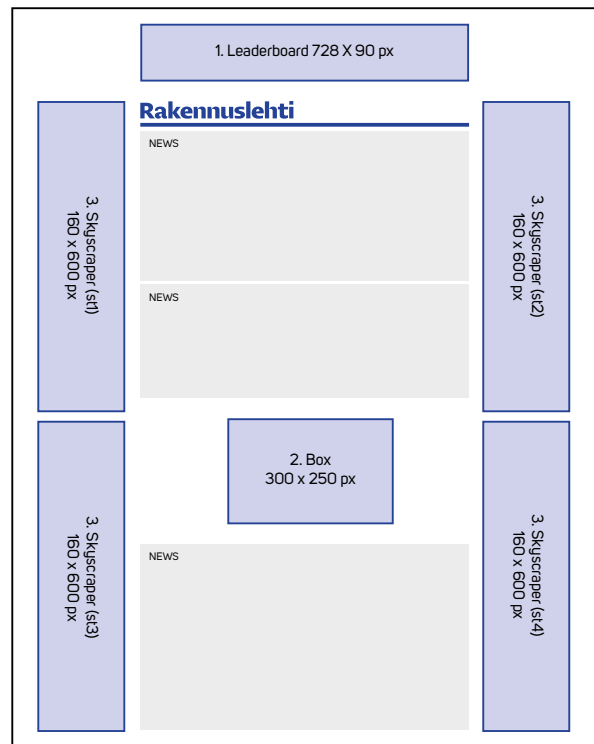 1. Leaderboard 728 X 90 px
Rakennuslehti
NEWS
3. Skyscraper (st1)
160 x 600 px
3. Skyscraper (st2)
160 x 600 px
NEWS
2. Box
300 x 250 px
3. Skyscraper (st3)
160 x 600 px
3. Skyscraper (st4)
160 x 600 px
NEWS